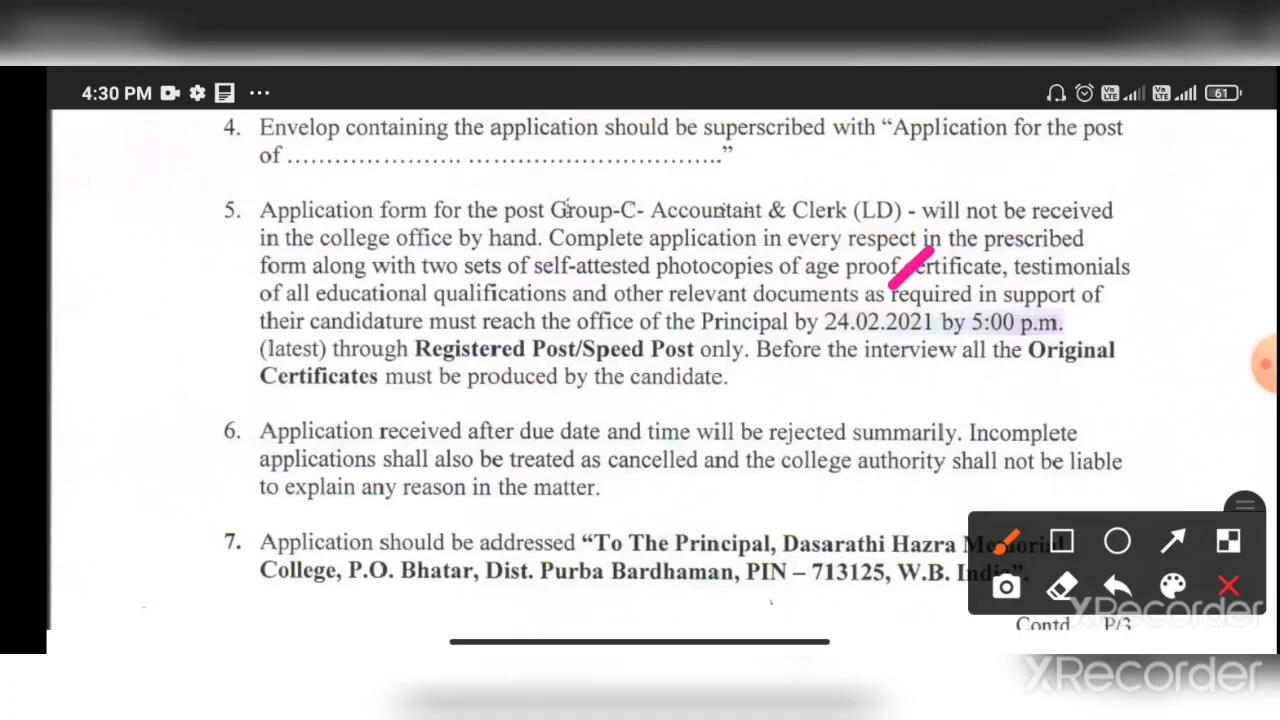 4:30 PM ...
Vo LTE Vo LTE 61
4. Envelop containing the application should be superscribed with “Application for the post
of ………………….. …………………………..”
5. Application form for the post Group-C- Accountant & Clerk (LD) - will not be received
in the college office by hand. Complete application in every respect in the prescribed
form along with two sets of self-attested photocopies of age proof certificate, testimonials
of all educational qualifications and other relevant documents as required in support of
their candidature must reach the office of the Principal by 24.02.2021 by 5:00 p.m.
(latest) through Registered Post/Speed Post only. Before the interview all the Original
Certificates must be produced by the candidate.
6. Application received after due date and time will be rejected summarily. Incomplete
applications shall also be treated as cancelled and the college authority shall not be liable
to explain any reason in the matter.
7. Application should be addressed “To The Principal, Dasarathi Hazra Memorial
College, P.O. Bhatar, Dist. Purba Bardhaman, PIN – 713125, W.B. India”.
XRecorder
Contd P/3
XRecorder